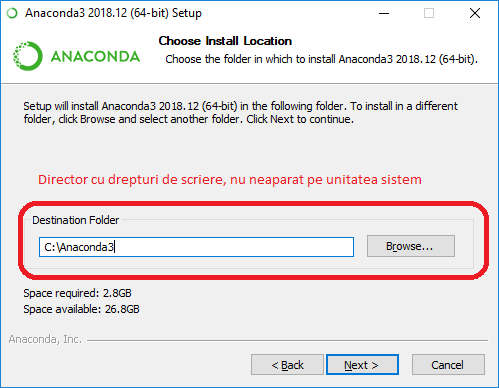 Anaconda3 2018.12 (64-bit) Setup
Choose Install Location
Choose the folder in which to install Anaconda3 2018.12 (64-bit).
ANACONDA
Setup will install Anaconda3 2018.12 (64-bit) in the following folder. To install in a different
folder, click Browse and select another folder. Click Next to continue.
Director cu drepturi de scriere, nu neaparat pe unitatea sistem
Destination Folder
C:\Anaconda3
Browse...
Space required: 2.8GB
Space available: 26.8GB
Anaconda, Inc.
< Back
Next >
Cancel